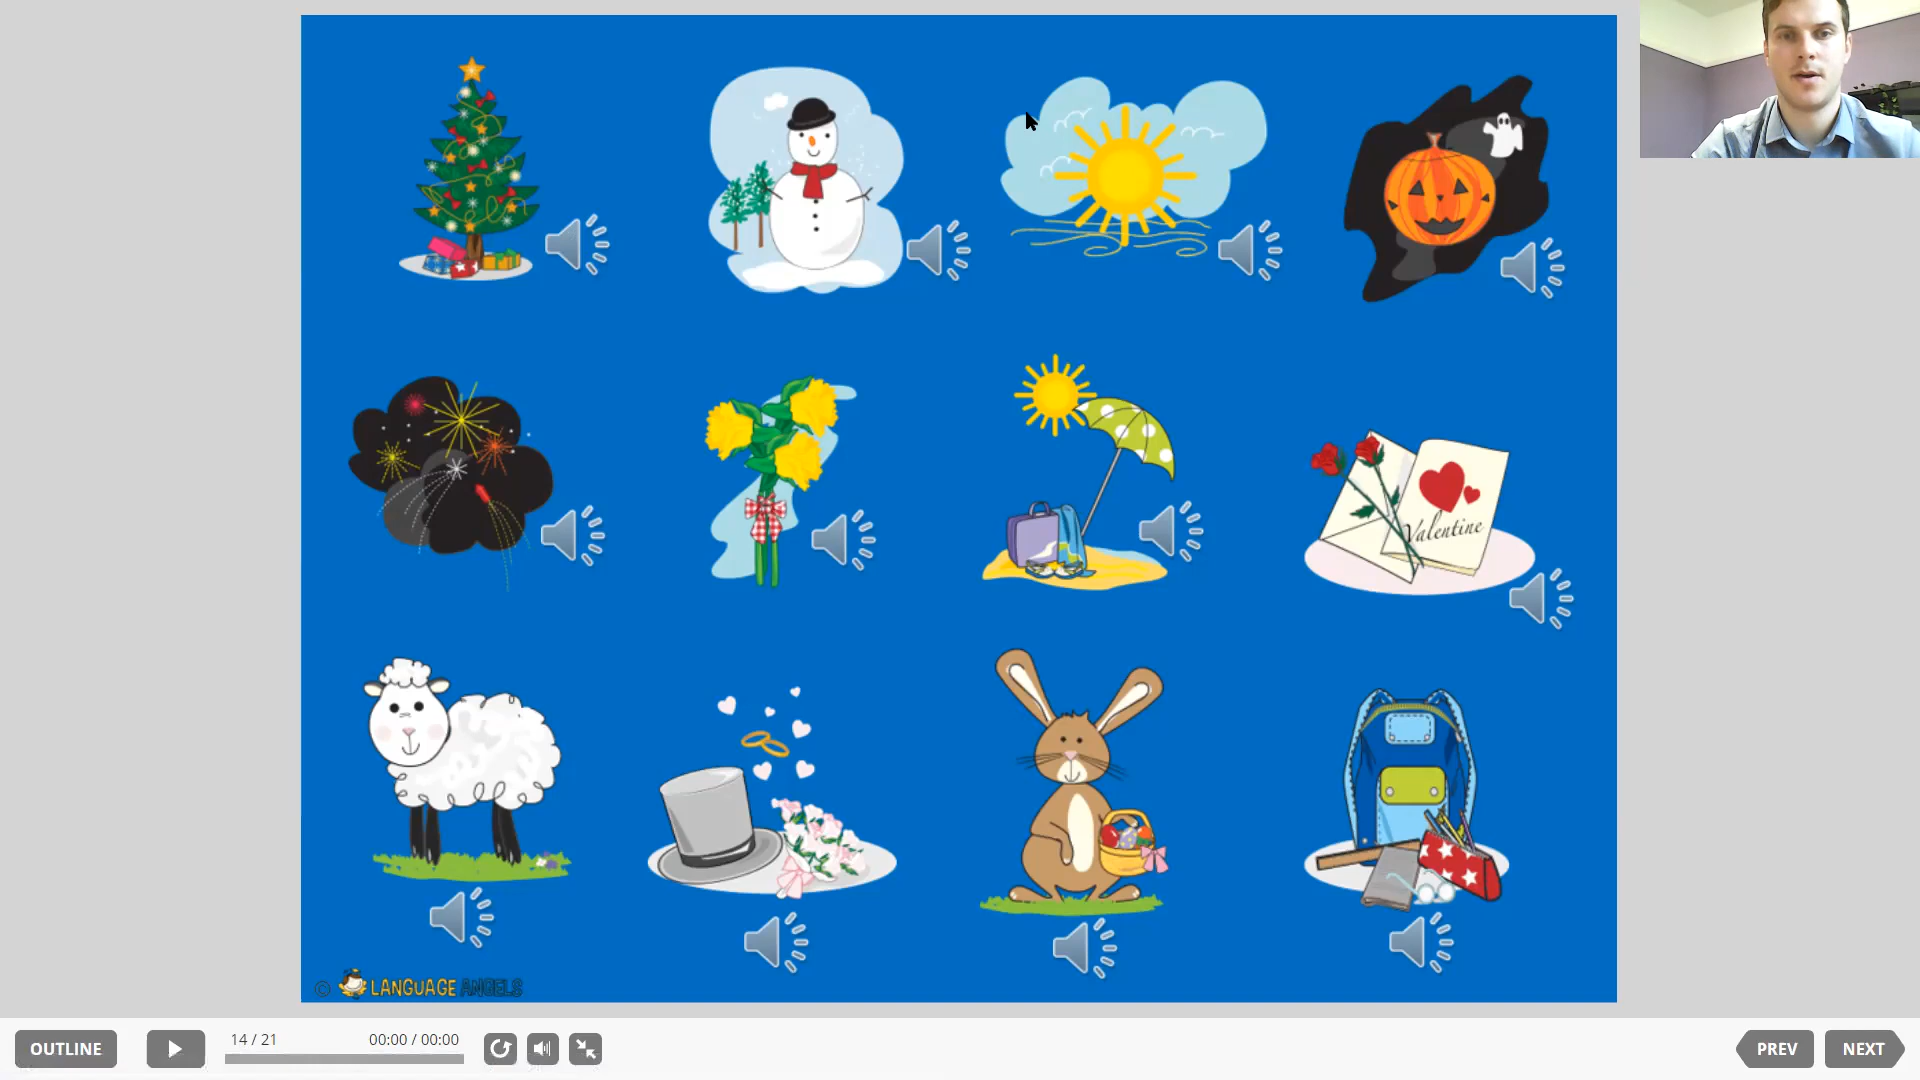 Valentine
© LANGUAGE ANGELS
OUTLINE
14 / 21
00:00 / 00:00
PREV
NEXT